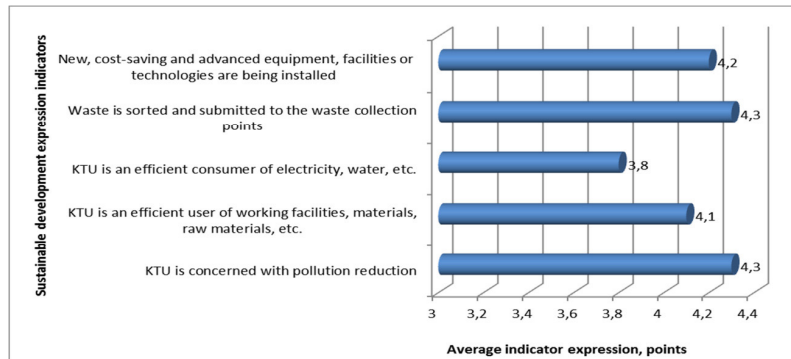 Sustainable development expression indicators
New, cost-saving and advanced equipment, facilities or
technologies are being installed
4,2
Waste is sorted and submitted to the waste collection
points
4,3
KTU is an efficient consumer of electricity, water, etc.
3,8
KTU is an efficient user of working facilities, materials,
raw materials, etc.
4,1
KTU is concerned with pollution reduction
4,3
3 3,2 3,4 3,6 3,8 4 4,2 4,4
Average indicator expression, points